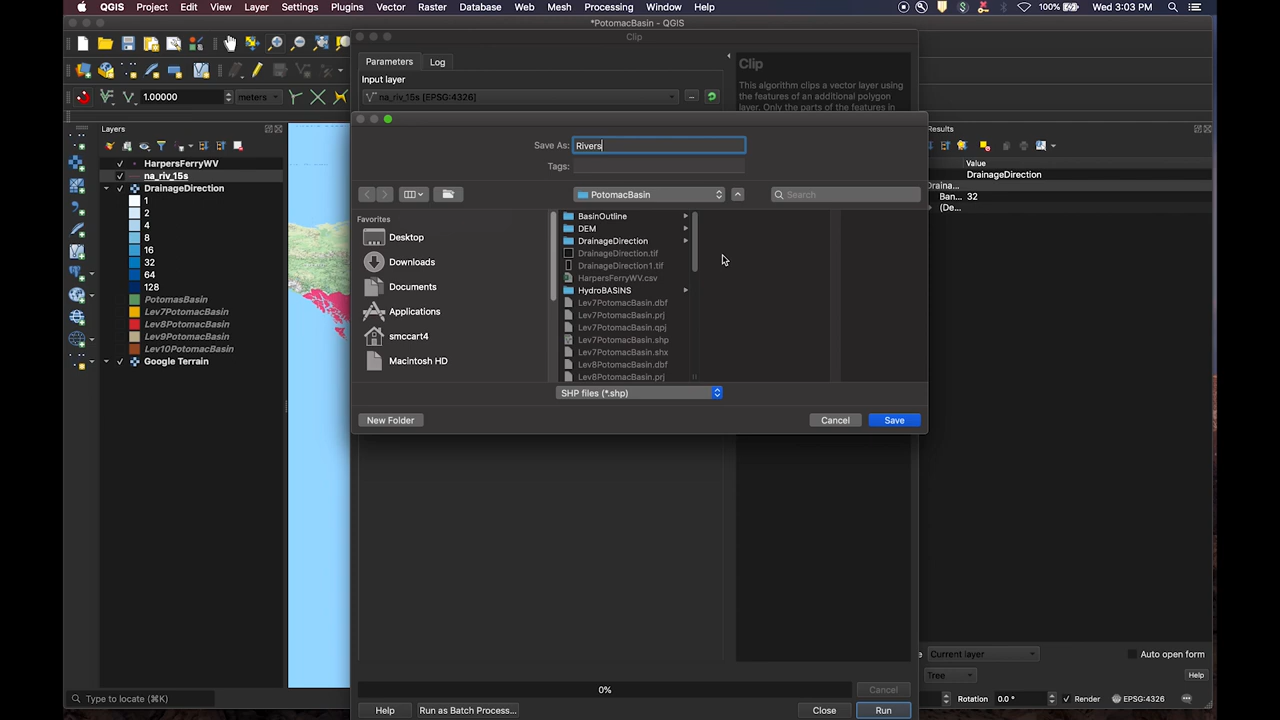 QGIS Project Edit View Layer Settings Plugins Vector Raster Database Web Mesh Processing Window Help
100% Wed 3:03 PM
*PotomacBasin - QGIS
Clip
Parameters Log
Input layer
na_riv_15s [EPSG:4326]
Clip
This algorithm clips a vector layer using
the features of an additional polygon
layer. Only the parts of the features in
1.00000 meters
Save As: Rivers
Tags:
PotomacBasin
Search
Favorites
Desktop
Downloads
Documents
Applications
smccart4
Macintosh HD
BasinOutline
DEM
DrainageDirection
DrainageDirection.tif
DrainageDirection1.tif
HarpersFerryWV.csv
HydroBASINS
Lev7PotomacBasin.dbf
Lev7PotomacBasin.prj
Lev7PotomacBasin.qpj
Lev7PotomacBasin.shp
Lev7PotomacBasin.shx
Lev8PotomacBasin.dbf
Lev8PotomacBasin.prj
SHP files (*.shp)
New Folder Cancel Save
Layers
HarpersFerryWV
na_riv_15s
DrainageDirection
1
2
4
8
16
32
64
128
PotomasBasin
Lev7PotomacBasin
Lev8PotomacBasin
Lev9PotomacBasin
Lev10PotomacBasin
Google Terrain
Results
Value
DrainageDirection
Draina...
Ban... 32
(De...
e Current layer Auto open form
Tree Help
0%
Cancel
Help Run as Batch Process... Close Run
Type to locate (⌘K)
Rotation 0.0 ° Render EPSG:4326